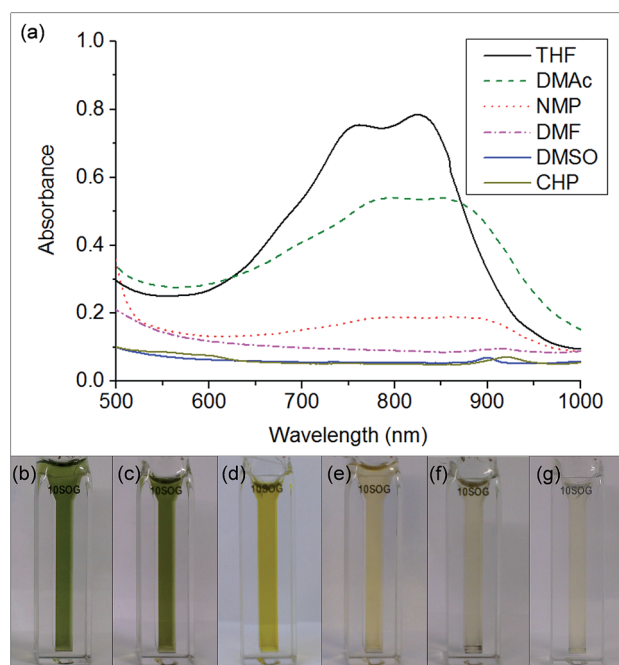 (a)
1.0
0.8
0.6
0.4
0.2
0.0
Absorbance
THF
DMAc
NMP
DMF
DMSO
CHP
500 600 700 800 900 1000
Wavelength (nm)
(b) (c) (d) (e) (f) (g)
10SOG 10SOG 10SOG 10SOG 10SOG 10SOG